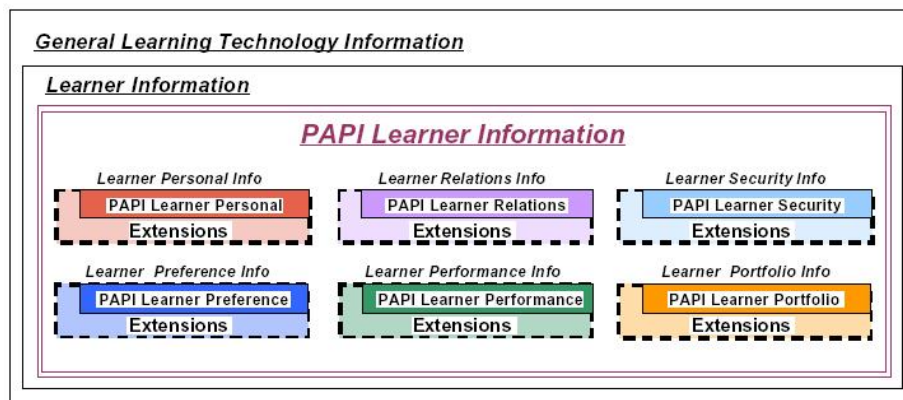 General Learning Technology Information
Learner Information
PAPI Learner Information
Learner Personal Info
PAPI Learner Personal
Extensions
Learner Relations Info
PAPI Learner Relations
Extensions
Learner Security Info
PAPI Learner Security
Extensions
Learner Preference Info
PAPI Learner Preference
Extensions
Learner Performance Info
PAPI Learner Performance
Extensions
Learner Portfolio Info
PAPI Learner Portfolio
Extensions